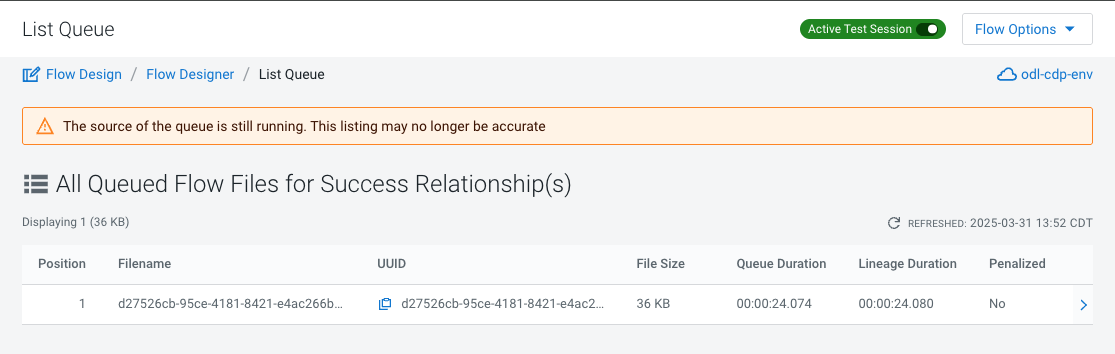 List Queue
Active Test Session
Flow Options
Flow Design / Flow Designer / List Queue
odl-cdp-env
The source of the queue is still running. This listing may no longer be accurate
All Queued Flow Files for Success Relationship(s)
Displaying 1 (36 KB)
REFRESHED: 2025-03-31 13:52 CDT
Position Filename UUID File Size Queue Duration Lineage Duration Penalized
1 d27526cb-95ce-4181-8421-e4ac266b... d27526cb-95ce-4181-8421-e4ac2... 36 KB 00:00:24.074 00:00:24.080 No